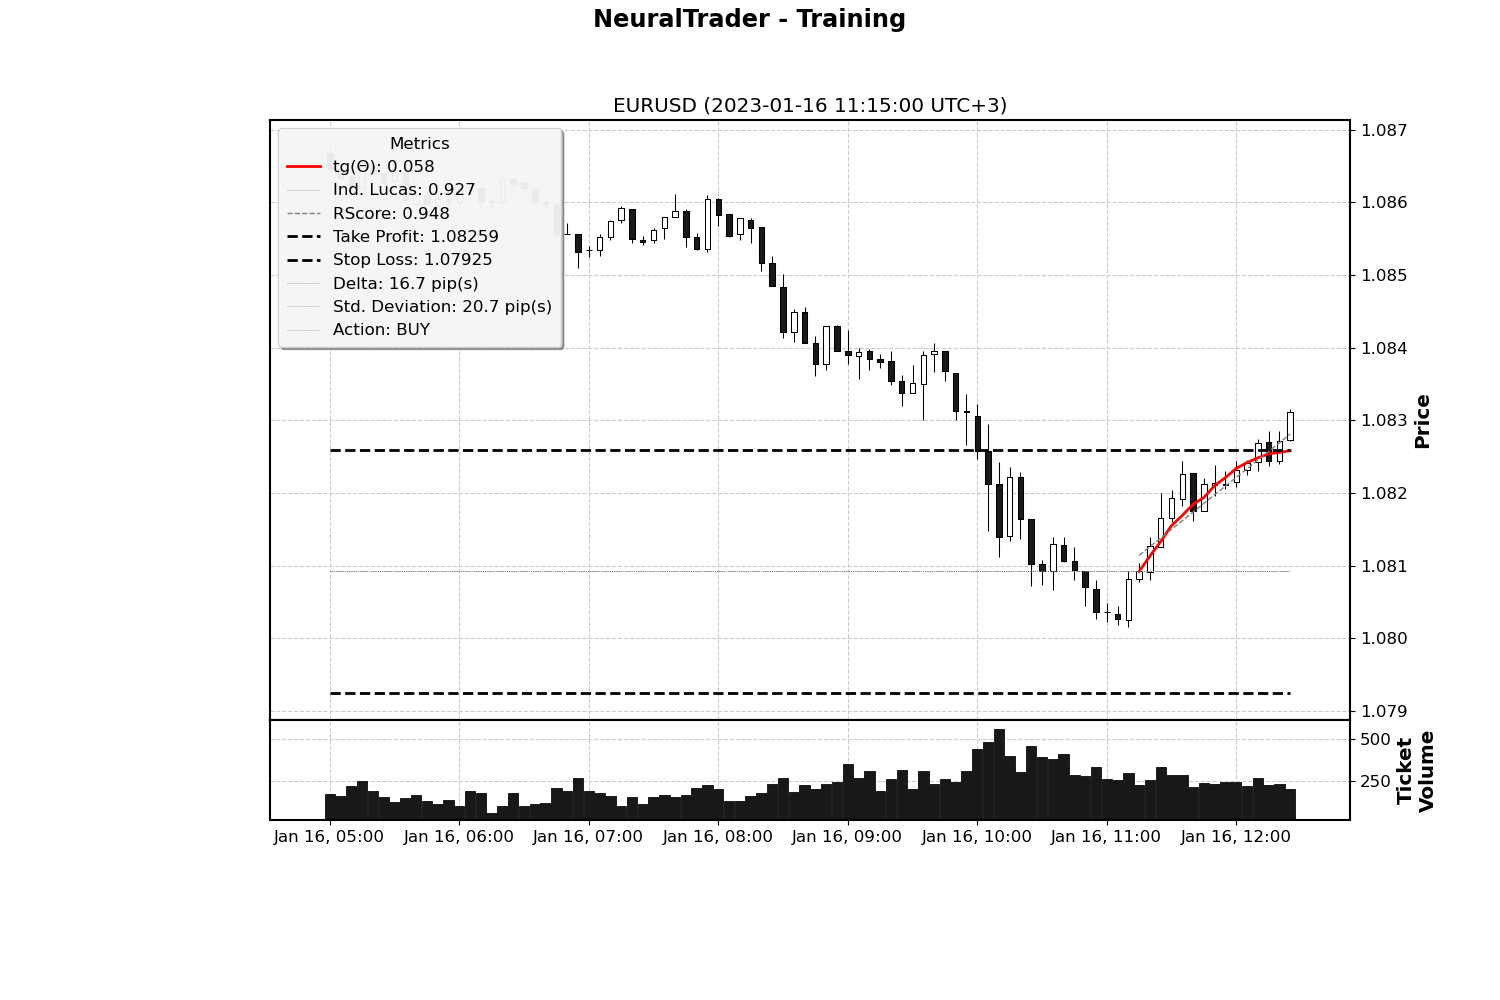 NeuralTrader - Training
EURUSD (2023-01-16 11:15:00 UTC+3)
Metrics
tg(Θ): 0.058
Ind. Lucas: 0.927
RScore: 0.948
Take Profit: 1.08259
Stop Loss: 1.07925
Delta: 16.7 pip(s)
Std. Deviation: 20.7 pip(s)
Action: BUY
1.087
1.086
1.085
1.084
1.083
1.082
1.081
1.080
1.079
Price
500
250
Ticket
Volume
Jan 16, 05:00
Jan 16, 06:00
Jan 16, 07:00
Jan 16, 08:00
Jan 16, 09:00
Jan 16, 10:00
Jan 16, 11:00
Jan 16, 12:00